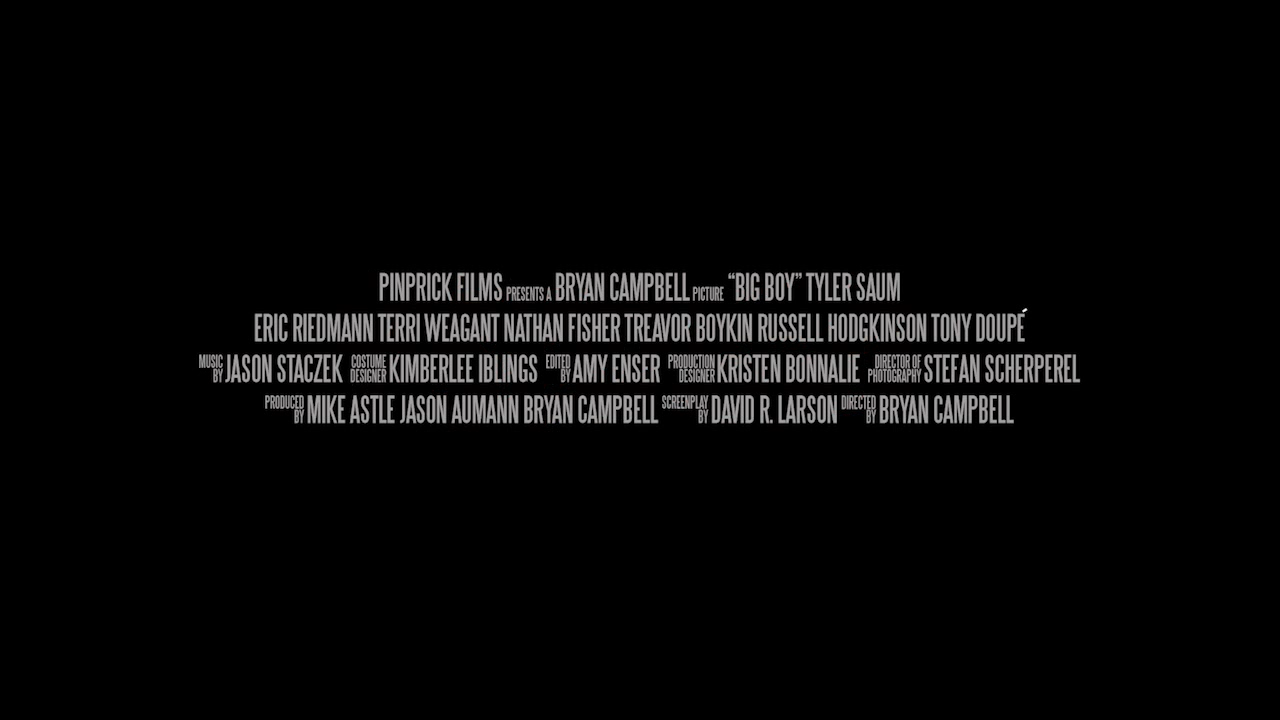 PINPRICK FILMS PRESENTS A BRYAN CAMPBELL PICTURE “BIG BOY” TYLER SAUM
ERIC RIEDMANN TERRI WEAGANT NATHAN FISHER TREAVOR BOYKIN RUSSELL HODGKINSON TONY DOUPÉ
MUSIC BY JASON STACZEK COSTUME DESIGNER KIMBERLEE IBLINGS EDITED BY AMY ENSER PRODUCTION DESIGNER KRISTEN BONNALIE DIRECTOR OF PHOTOGRAPHY STEFAN SCHERPEREL
PRODUCED BY MIKE ASTLE JASON AUMANN BRYAN CAMPBELL SCREENPLAY BY DAVID R. LARSON DIRECTED BY BRYAN CAMPBELL